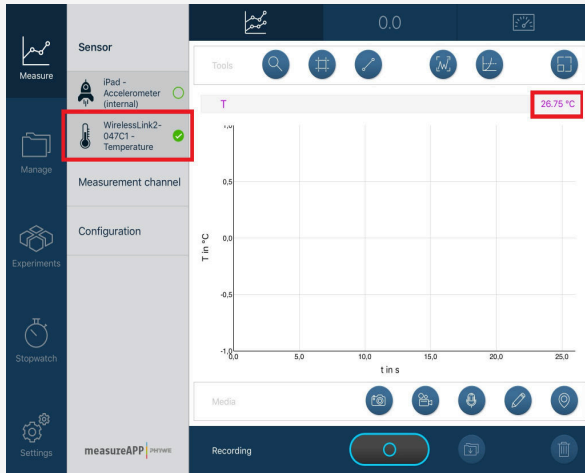 0.0
Measure
Sensor
Tools
iPad -
Accelerometer
(internal)
T
26.75 °C
WirelessLink2-
047C1 -
Temperature
Manage
Measurement channel
Configuration
Experiments
Stopwatch
Settings
1,0
0,5
0,0
-0,5
-1,0
T in °C
0,0 5,0 10,0 15,0 20,0 25,0
t in s
Media
measureAPP PHYWE
Recording